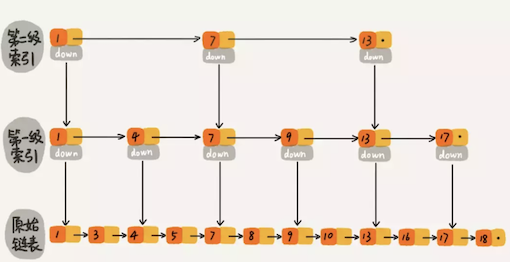 第二级
索引
1 7 13
down down down
第一级
索引
1 4 7 9 13 17
down down down down down down
原始
链表
1 3 4 5 7 8 9 10 13 16 17 18